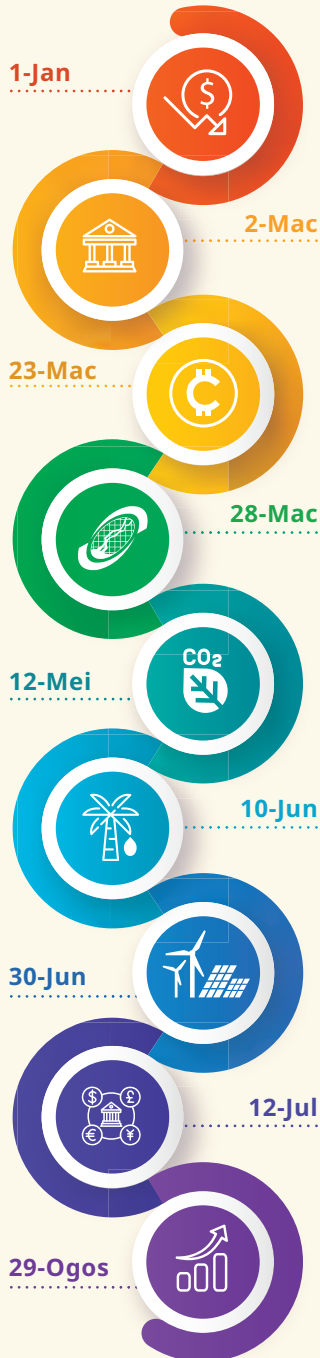 1-Jan
2-Mac
23-Mac
28-Mac
CO₂
12-Mei
10-Jun
30-Jun
$ £
€ ¥
12-Jul
29-Ogos